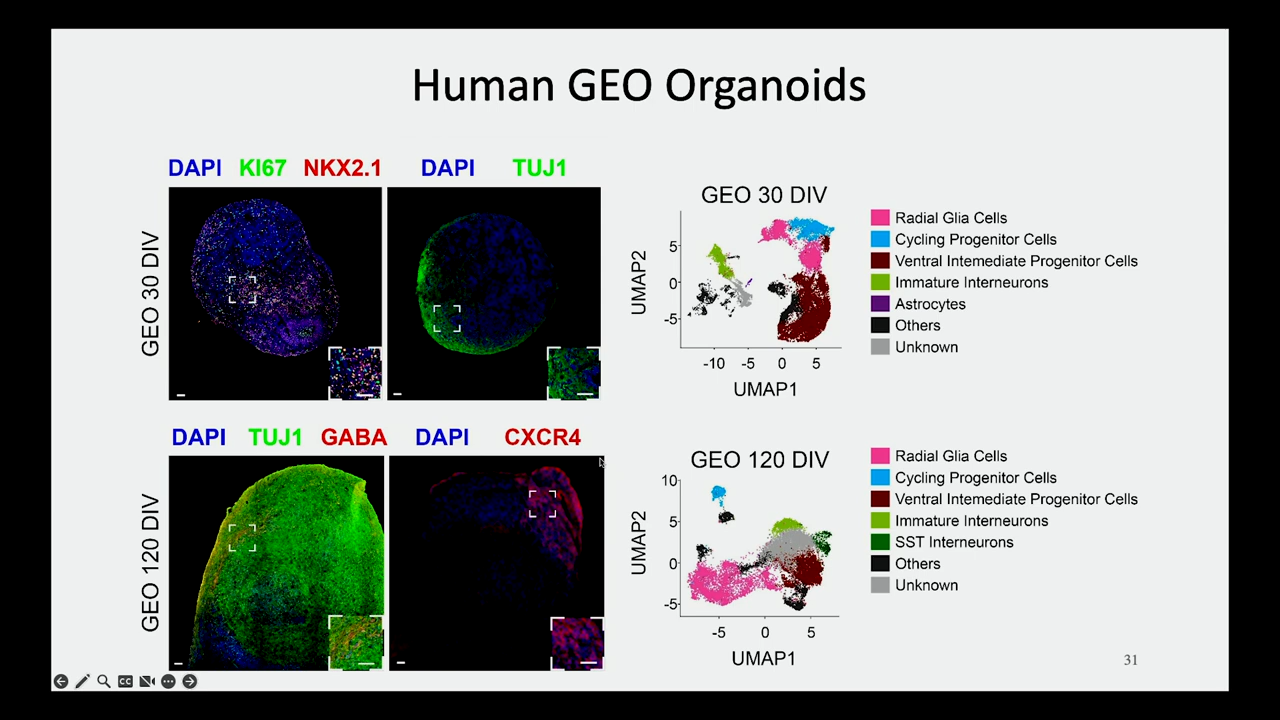 Human GEO Organoids
DAPI KI67 NKX2.1 DAPI TUJ1
GEO 30 DIV
GEO 30 DIV
UMAP2
5
0
-5
-10 -5 0 5
UMAP1
Radial Glia Cells
Cycling Progenitor Cells
Ventral Intemediate Progenitor Cells
Immature Interneurons
Astrocytes
Others
Unknown
DAPI TUJ1 GABA DAPI CXCR4
GEO 120 DIV
GEO 120 DIV
UMAP2
10
5
0
-5
-5 0 5
UMAP1
Radial Glia Cells
Cycling Progenitor Cells
Ventral Intemediate Progenitor Cells
Immature Interneurons
SST Interneurons
Others
Unknown
31
CC